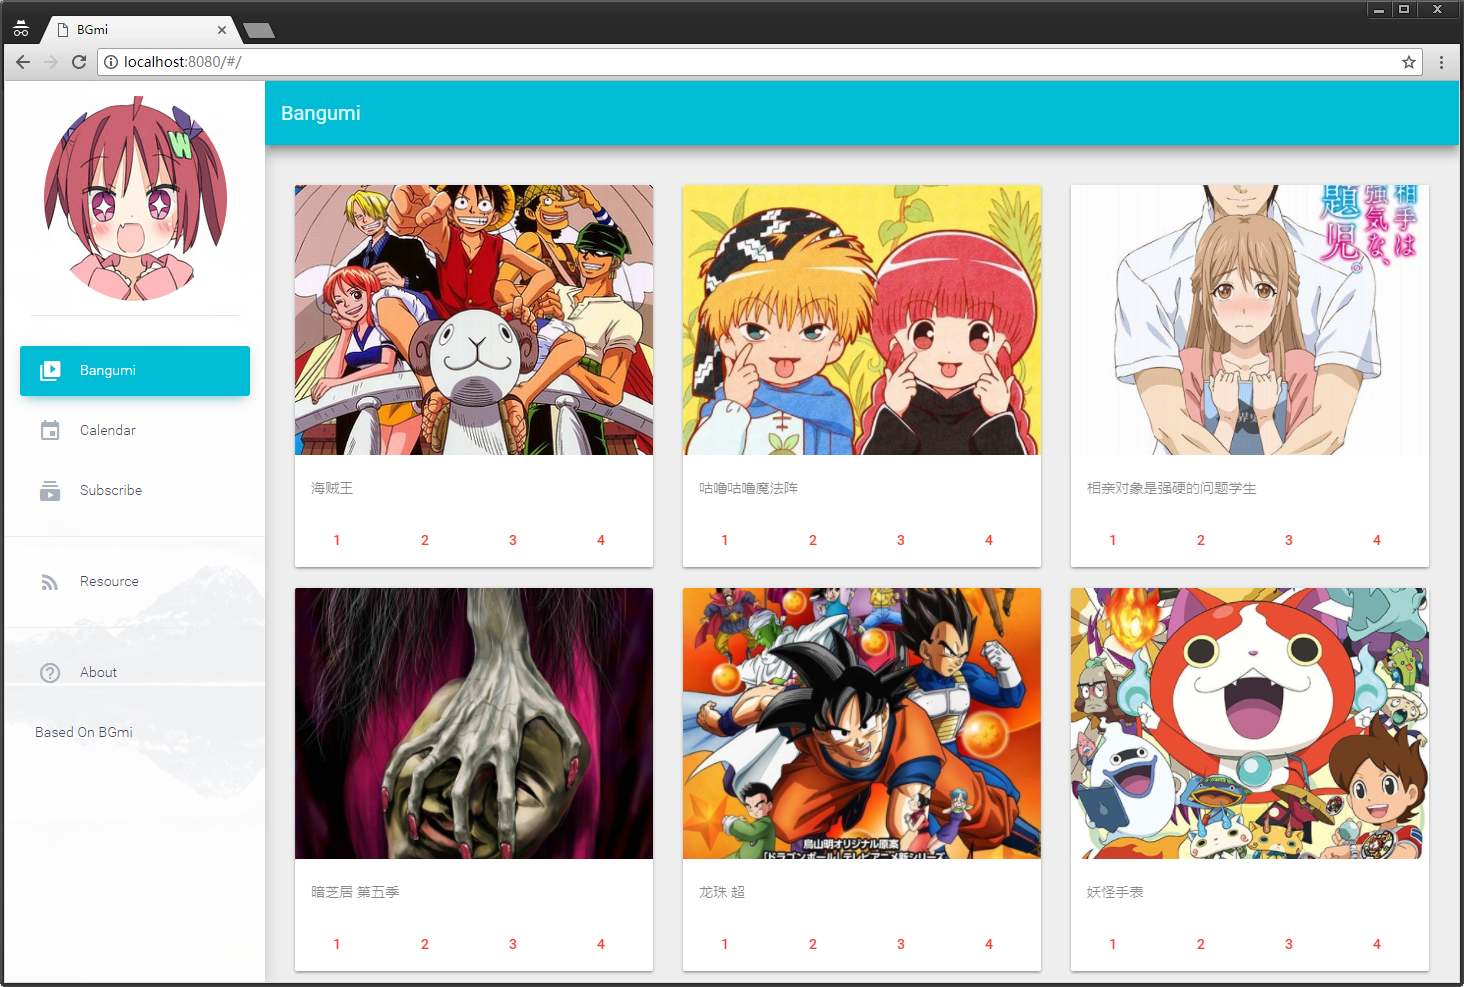 BGmi
localhost:8080/#/
Bangumi
Bangumi
Calendar
Subscribe
Resource
About
Based On BGmi
相手は
強気な、
題児。
海贼王
1 2 3 4
咕噜咕噜魔法阵
1 2 3 4
相亲对象是强硬的问题学生
1 2 3 4
鳥山明オリジナル原案
「ドラゴンボール」テレビアニメ新シリーズ
暗芝居 第五季
1 2 3 4
龙珠 超
1 2 3 4
妖怪手表
1 2 3 4